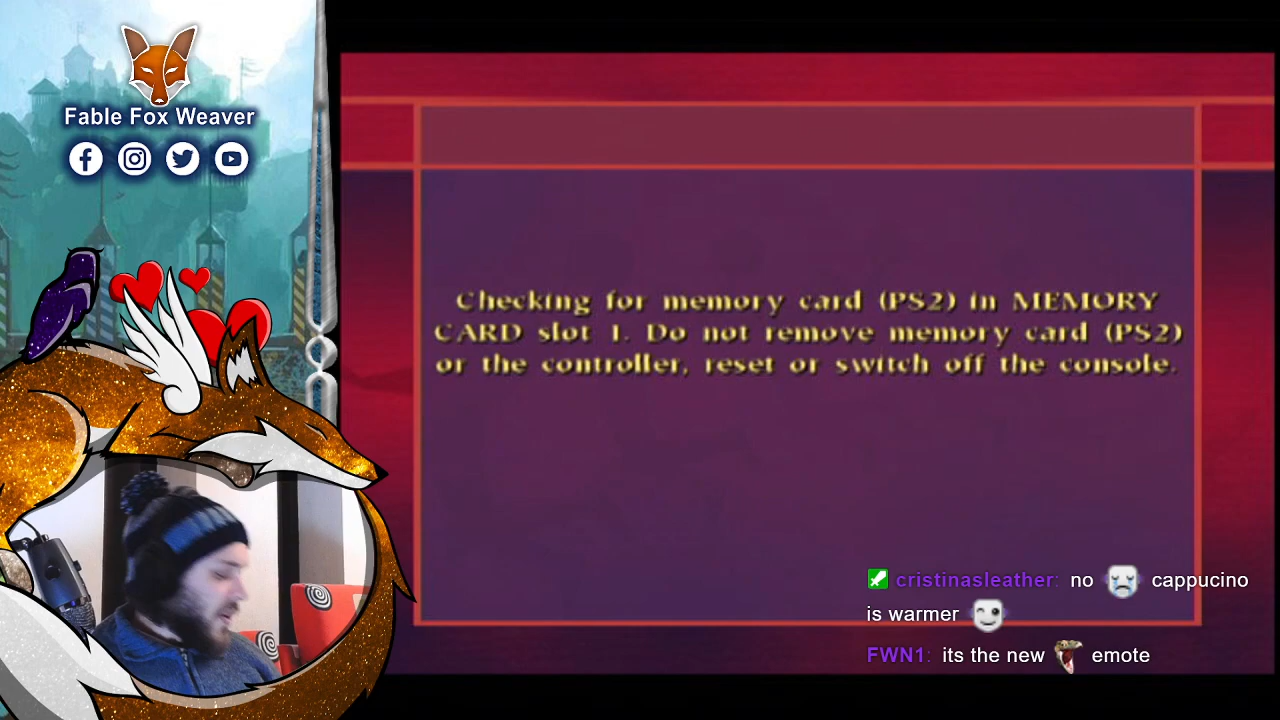 Fable Fox Weaver
Checking for memory card (PS2) in MEMORY
CARD slot 1. Do not remove memory card (PS2)
or the controller, reset or switch off the console.
cristinasleather: no cappucino
is warmer
FWN1: its the new emote